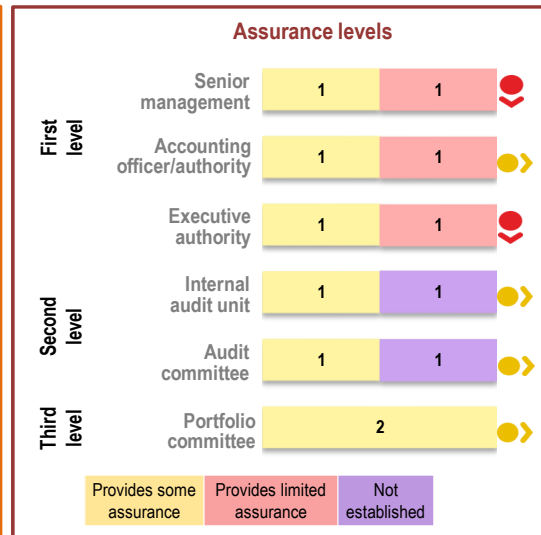 Assurance levels
First
level
Senior
management
1
1
Accounting
officer/authority
1
1
Executive
authority
1
1
Second
level
Internal
audit unit
1
1
Audit
committee
1
1
Third
level
Portfolio
committee
2
Provides some
assurance
Provides limited
assurance
Not
established